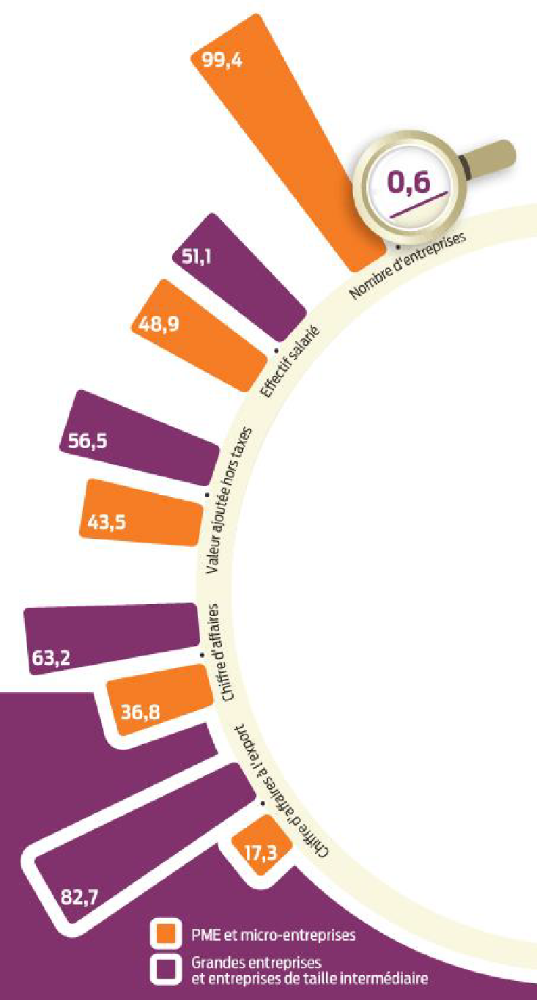 99,4
0,6
Nombre d'entreprises
51,1
48,9
Effectif salarié
56,5
43,5
Valeur ajoutée hors taxes
63,2
36,8
Chiffre d'affaires
82,7
17,3
Chiffre d'affaires à l'export
PME et micro-entreprises
Grandes entreprises
et entreprises de taille intermédiaire